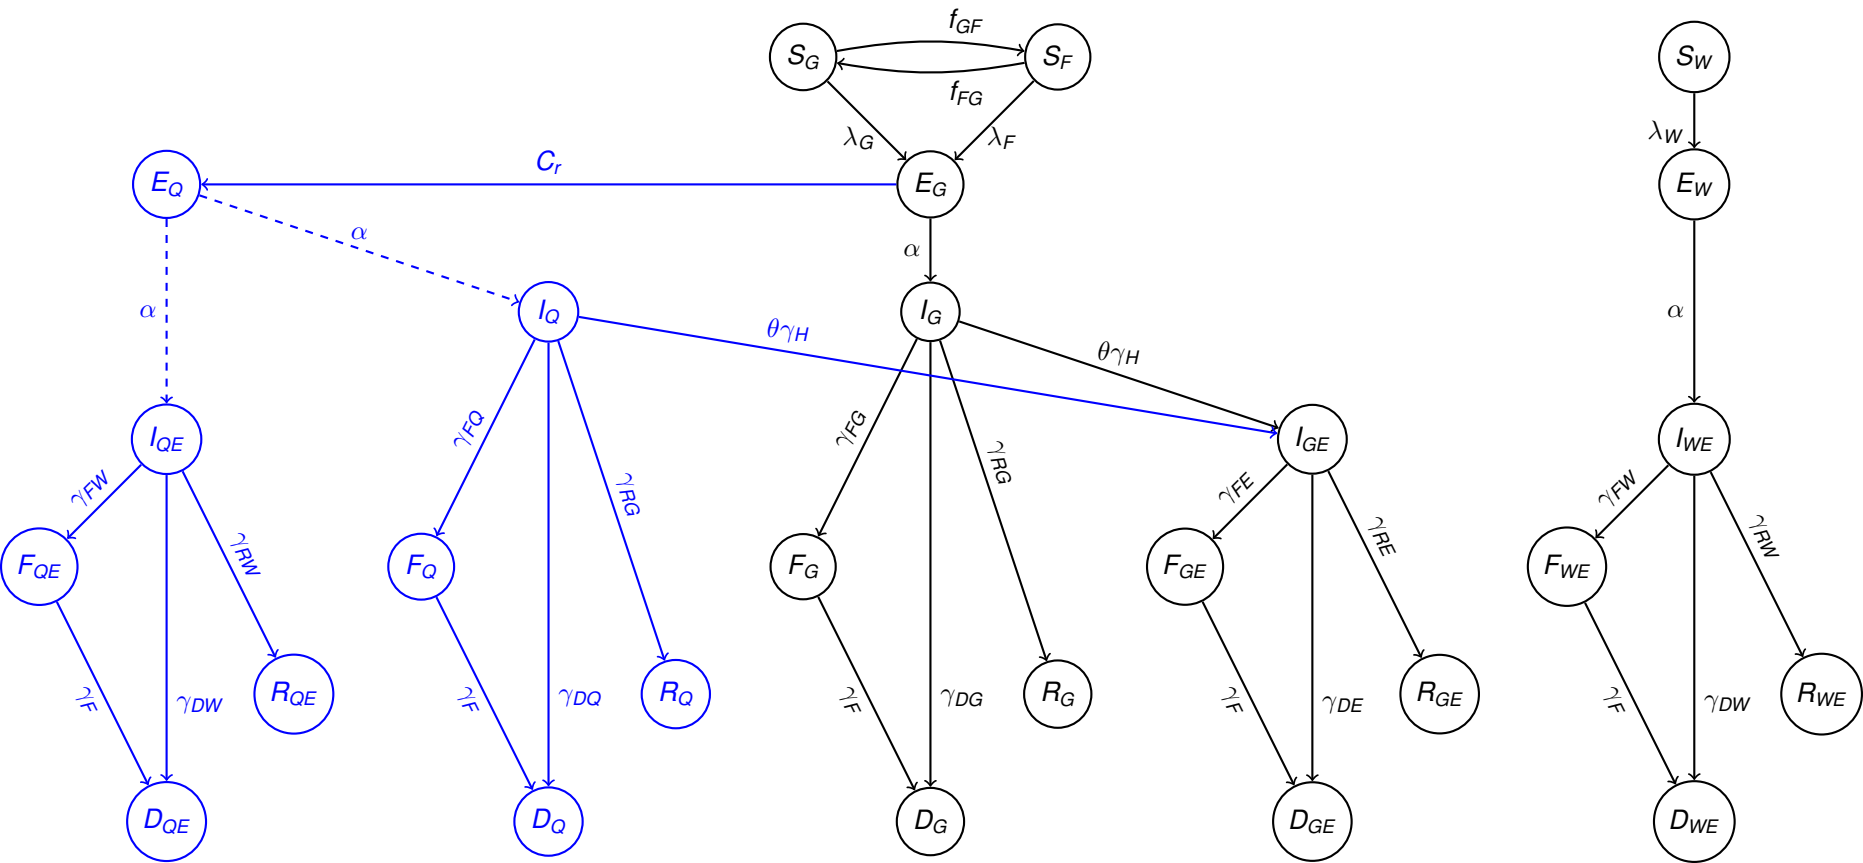 f_GF
S_G S_F S_W
f_FG
λ_G λ_F λ_W
C_r
E_Q E_G E_W
α α
I_Q I_G
α θγ_H θγ_H α
I_QE I_GE I_WE
γ_FQ γ_FG
γ_FW γ_RG γ_RG γ_FE γ_FW
γ_RW γ_RE γ_RW
F_QE F_Q F_G F_GE F_WE
R_QE R_Q R_G R_GE R_WE
γ_F γ_DW γ_F γ_DQ γ_F γ_DG γ_F γ_DE γ_F γ_DW
D_QE D_Q D_G D_GE D_WE